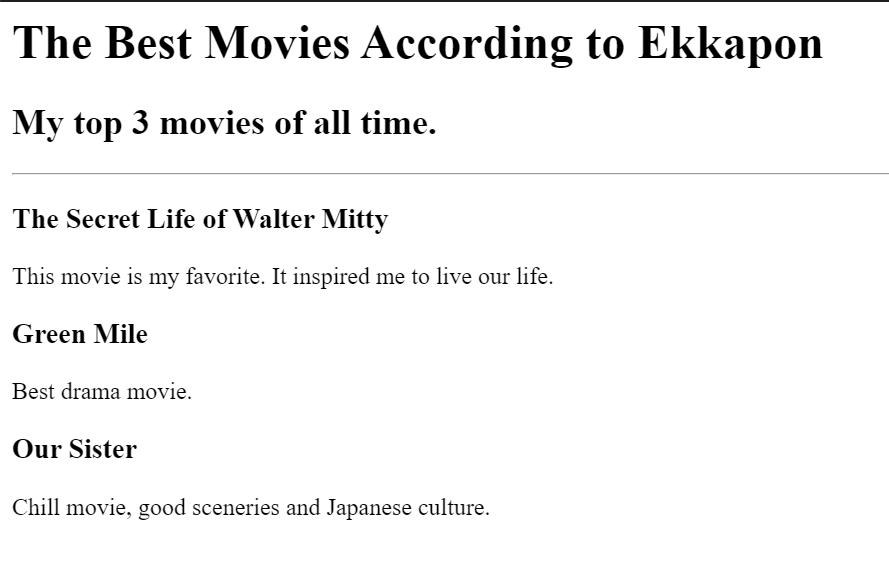 The Best Movies According to Ekkapon
My top 3 movies of all time.
The Secret Life of Walter Mitty
This movie is my favorite. It inspired me to live our life.
Green Mile
Best drama movie.
Our Sister
Chill movie, good sceneries and Japanese culture.